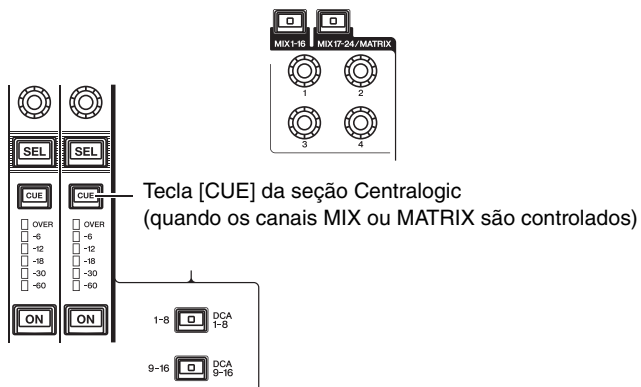 MIX1-16 MIX17-24/MATRIX
1 2
3 4
SEL SEL
CUE CUE
Tecla [CUE] da seção Centralogic
(quando os canais MIX ou MATRIX são controlados)
OVER OVER
-6 -6
-12 -12
-18 -18
-30 -30
-60 -60
ON ON
1-8 DCA 1-8
9-16 DCA 9-16